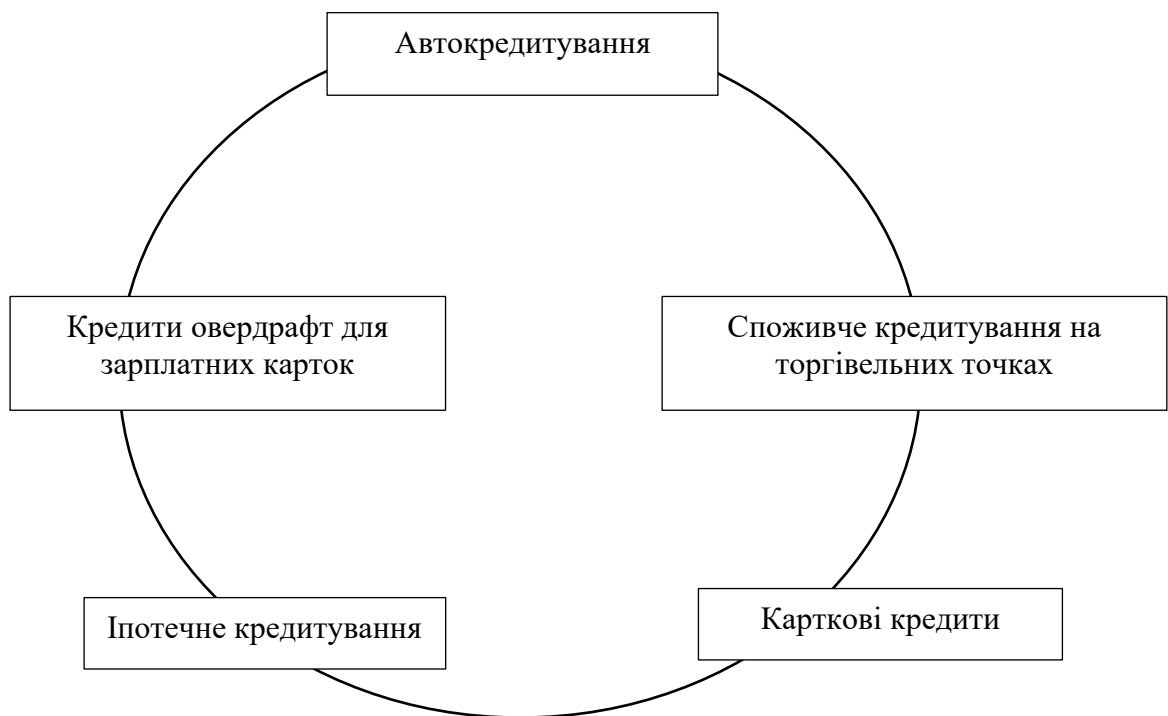 Автокредитування
Кредити овердрафт для
зарплатних карток
Споживче кредитування на
торгівельних точках
Іпотечне кредитування
Карткові кредити